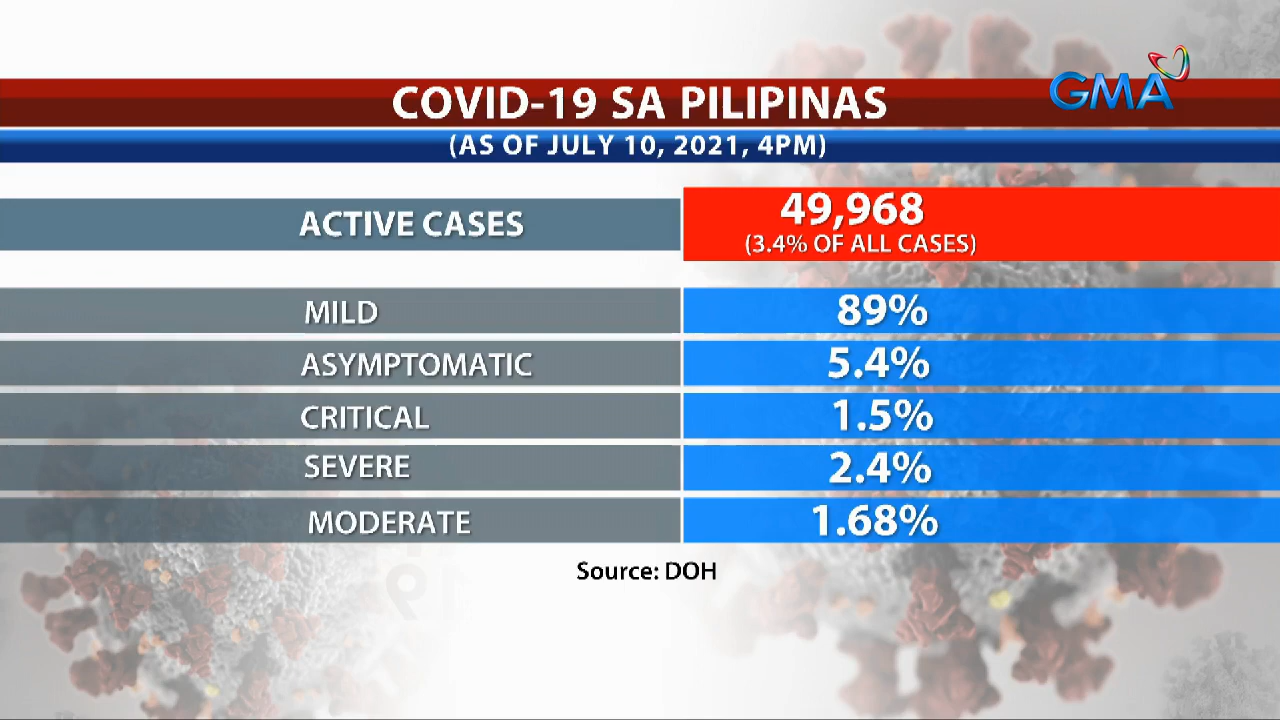 GMA
COVID-19 SA PILIPINAS
(AS OF JULY 10, 2021, 4PM)
ACTIVE CASES
49,968
(3.4% OF ALL CASES)
MILD 89%
ASYMPTOMATIC 5.4%
CRITICAL 1.5%
SEVERE 2.4%
MODERATE 1.68%
Source: DOH